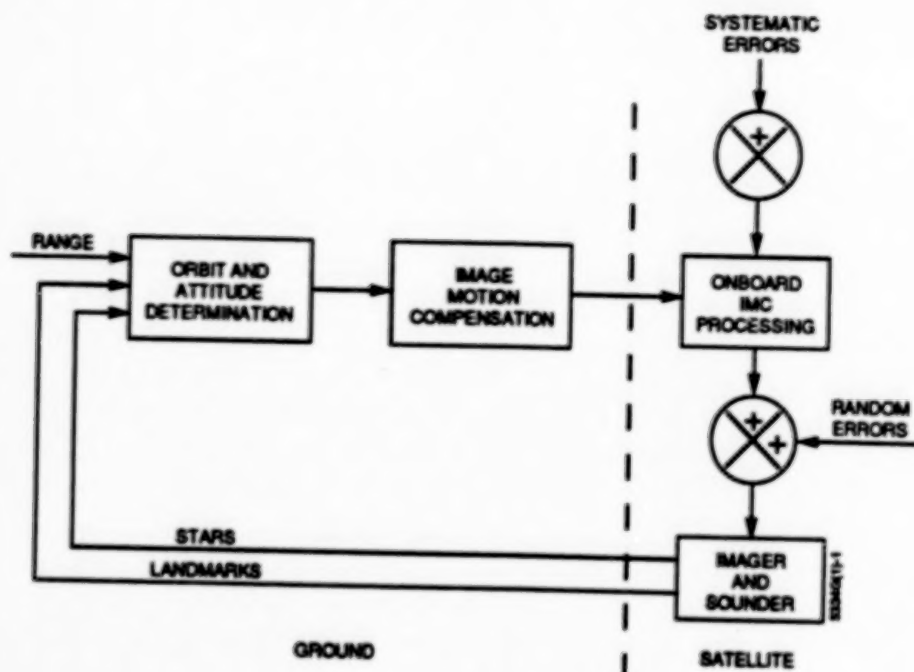 SYSTEMATIC
ERRORS
+
RANGE
ORBIT AND
ATTITUDE
DETERMINATION
IMAGE
MOTION
COMPENSATION
ONBOARD
IMC
PROCESSING
+
+
RANDOM
ERRORS
STARS
LANDMARKS
IMAGER
AND
SOUNDER
GROUND
SATELLITE